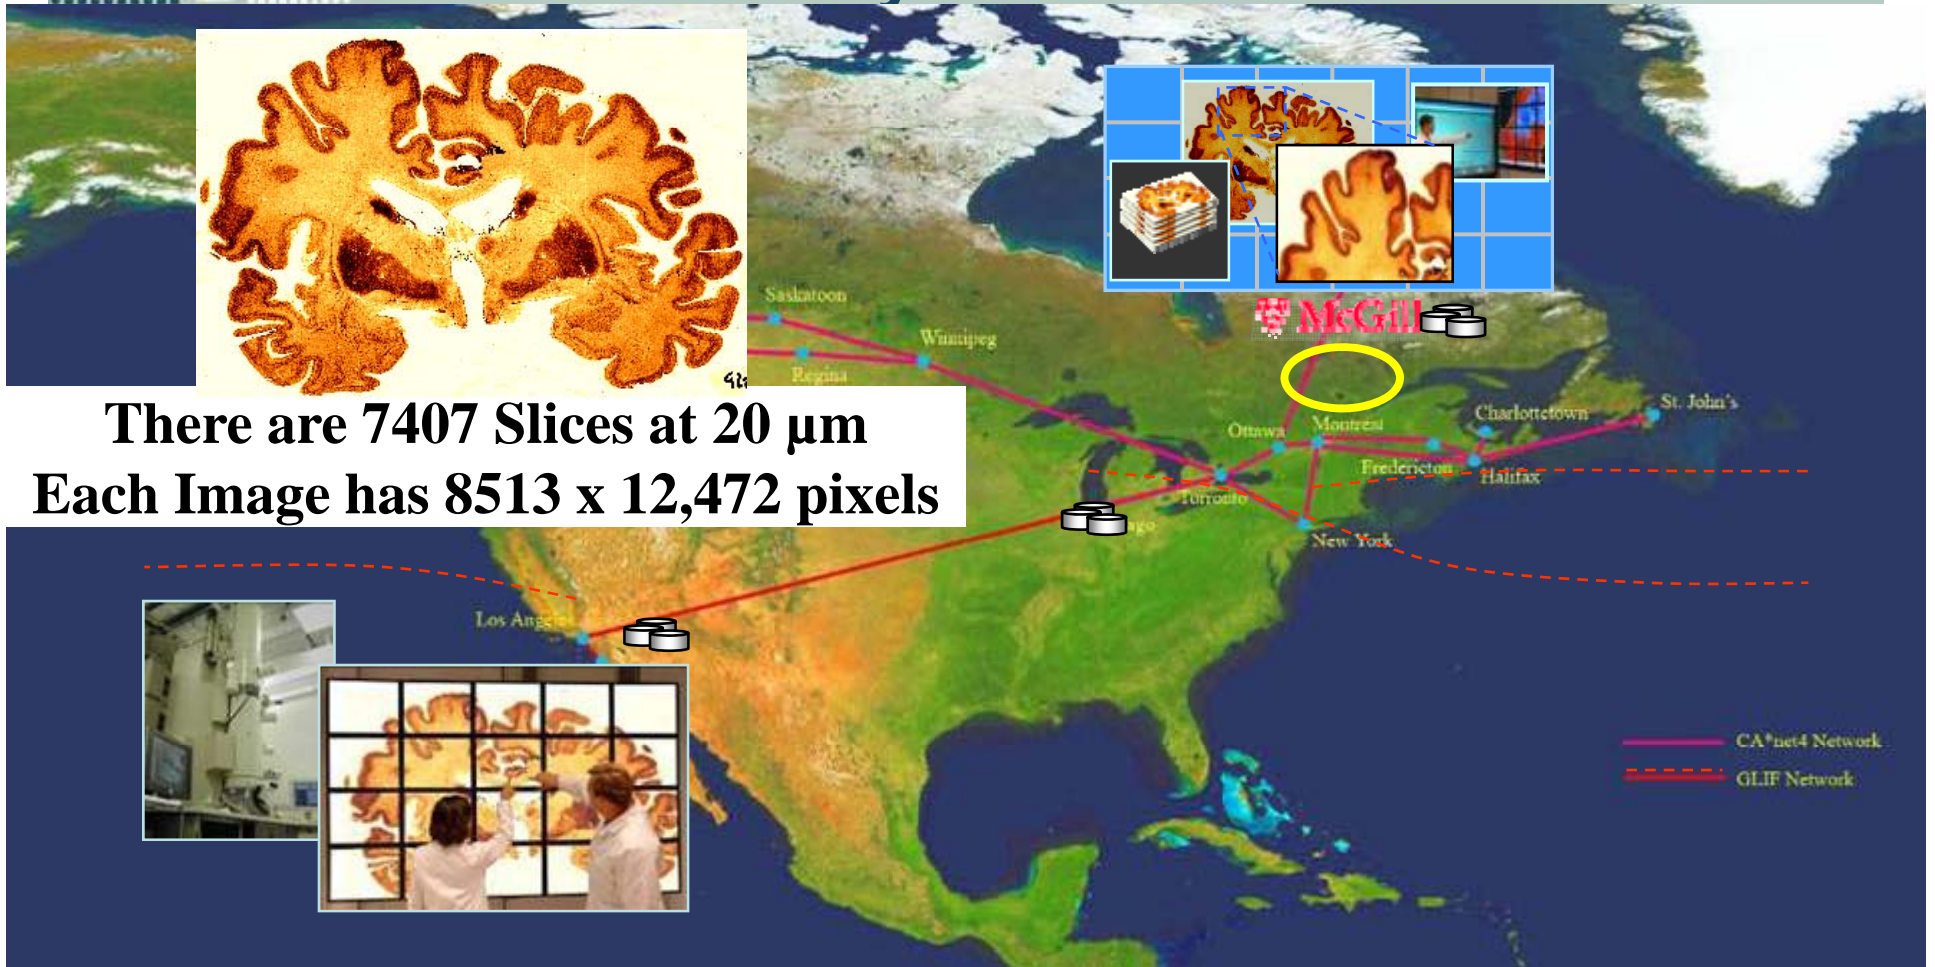 There are 7407 Slices at 20 µm
Each Image has 8513 x 12,472 pixels
Saskatoon
Winnipeg
Regina
McGill
St. John's
Charlottetown
Ottawa
Montreal
Fredericton
Halifax
Torronto
New York
Los Angeles
CA*net4 Network
GLIF Network